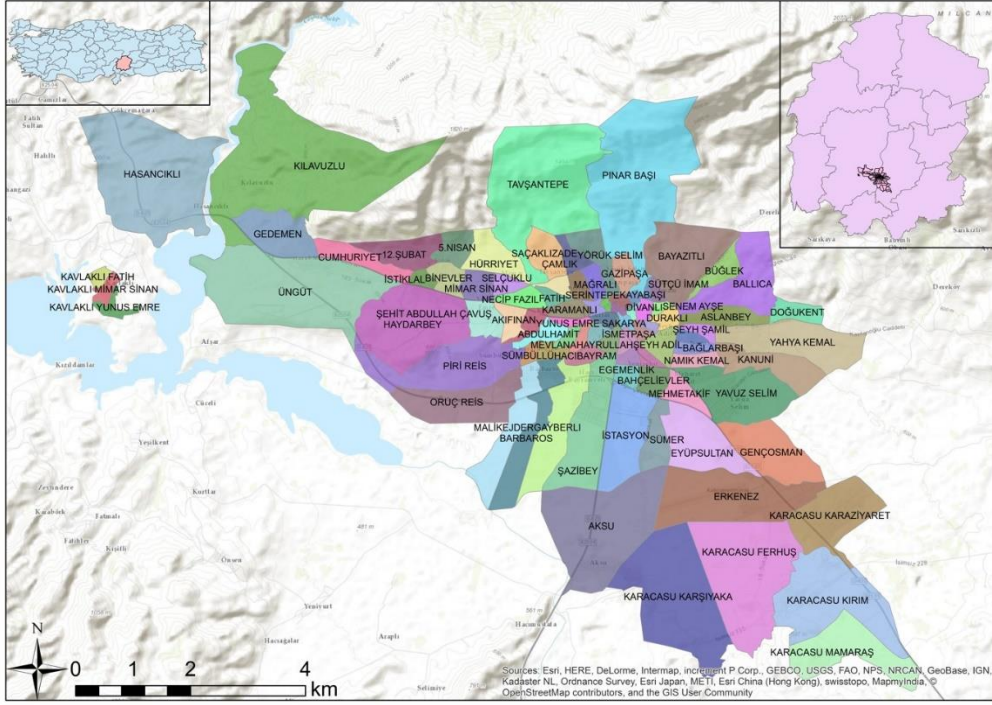 HASANCIKLI
KILAVUZLU
TAVŞANTEPE
PINAR BAŞI
GEDEMEN
CUMHURİYET
12 ŞUBAT
5 NİSAN
HÜRRİYET
SAÇAKLIZADE
ÇAMLIK
YÖRÜK SELİM
BAYAZITLI
KAVLAKLI FATİH
KAVLAKLI MİMAR SİNAN
KAVLAKLI YUNUS EMRE
ÜNGÜT
İSTİKLAL
BİNEVLER
MİMAR SİNAN
SELÇUKLU
MAĞRALI
GAZİPAŞA
SÜTÇÜ İMAM
BÜĞLEK
BALLICA
NECİP FAZIL
FATİH
SERİNTEPE
KAYABAŞI
ŞEHİT ABDULLAH ÇAVUŞ
HAYDARBEY
AKİFİNAN
KARAMANLI
DİVANLI
SENEM AYŞE
DURAKLI
ASLANBEY
DOĞUKENT
YUNUS EMRE
SAKARYA
ABDULHAMİT
İSMETPAŞA
ŞEYH ŞAMİL
YAHYA KEMAL
MEVLANA
HAYRULLAH
ŞEYH ADİL
BAĞLARBAŞI
SÜMBÜLLÜ
HACIBAYRAM
NAMIK KEMAL
KANUNİ
PİRİ REİS
EGEMENLİK
BAHÇELİEVLER
MEHMETAKİF
YAVUZ SELİM
ORUÇ REİS
MALİKEJDER
GAYBERLİ
BARBAROS
İSTASYON
SÜMER
EYÜPSULTAN
GENÇOSMAN
ŞAZİBEY
ERKENEZ
AKSU
KARACASU KARAZİYARET
KARACASU FERHUŞ
KARACASU KARŞIYAKA
KARACASU KIRIM
KARACASU MAMARAŞ
Kurtlar
Önsen
Yeniyurt
Hacıağalar
Selimiye
N
0 1 2 4
km
Sources: Esri, HERE, DeLorme, Intermap, increment P Corp., GEBCO, USGS, FAO, NPS, NRCAN, GeoBase, IGN,
Kadaster NL, Ordnance Survey, Esri Japan, METI, Esri China (Hong Kong), swisstopo, MapmyIndia, ©
OpenStreetMap contributors, and the GIS User Community